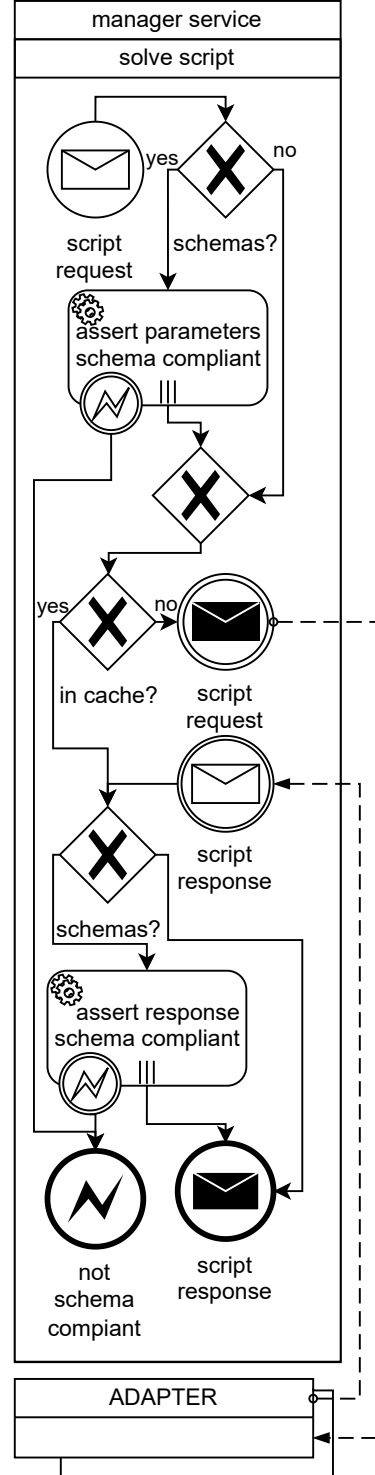 manager service
solve script
yes
no
script
request
schemas?
assert parameters
schema compliant
yes
no
in cache?
script
request
script
response
schemas?
assert response
schema compliant
not
schema
compiant
script
response
ADAPTER